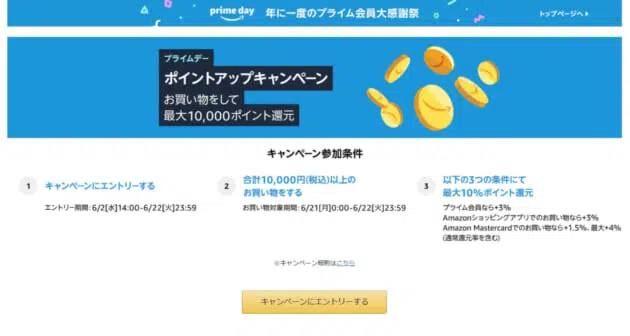 prime day 年に一度のプライム会員大感謝祭 トップページへ
プライムデー
ポイントアップキャンペーン
お買い物をして
最大10,000ポイント還元
キャンペーン参加条件
1 キャンペーンにエントリーする
エントリー期間: 6/2[水]14:00-6/22[火]23:59
2 合計10,000円(税込)以上の
お買い物をする
お買い物対象期間: 6/21[月]0:00-6/22[火]23:59
3 以下の3つの条件にて
最大10%ポイント還元
プライム会員なら+3%
Amazonショッピングアプリでのお買い物なら+3%
Amazon Mastercardでのお買い物なら+1.5%、最大+4%
(通常還元率を含む)
※キャンペーン細則はこちら
キャンペーンにエントリーする